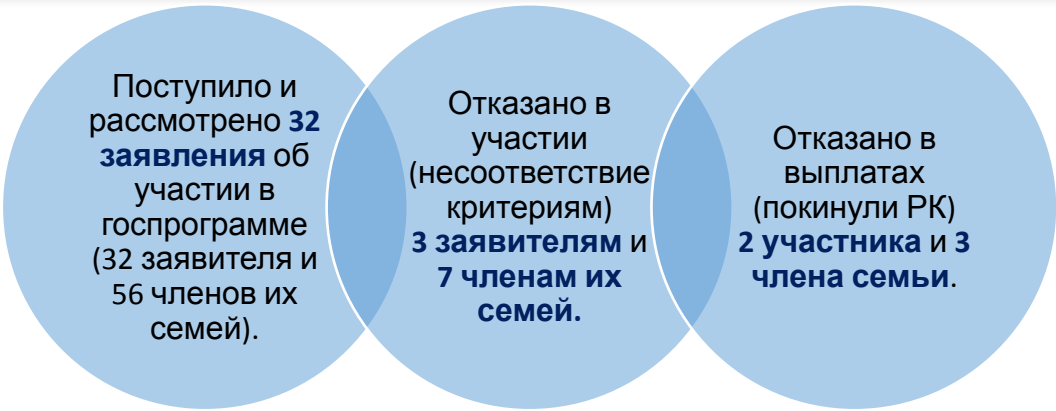 Поступило и
рассмотрено 32
заявления об
участии в
госпрограмме
(32 заявителя и
56 членов их
семей).
Отказано в
участии
(несоответствие
критериям)
3 заявителям и
7 членам их
семей.
Отказано в
выплатах
(покинули РК)
2 участника и 3
члена семьи.